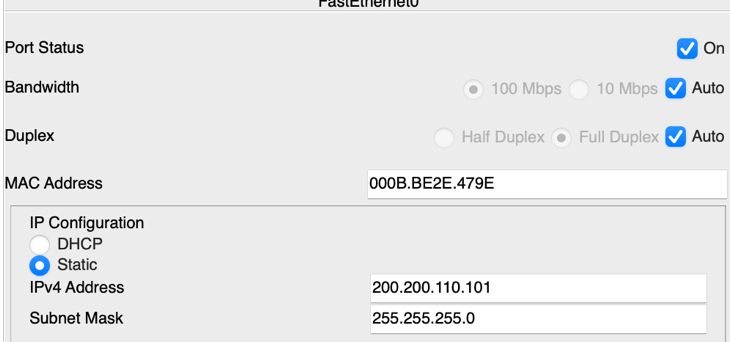 FastEthernet0
Port Status On
Bandwidth 100 Mbps 10 Mbps Auto
Duplex Half Duplex Full Duplex Auto
MAC Address 000B.BE2E.479E
IP Configuration
DHCP
Static
IPv4 Address 200.200.110.101
Subnet Mask 255.255.255.0